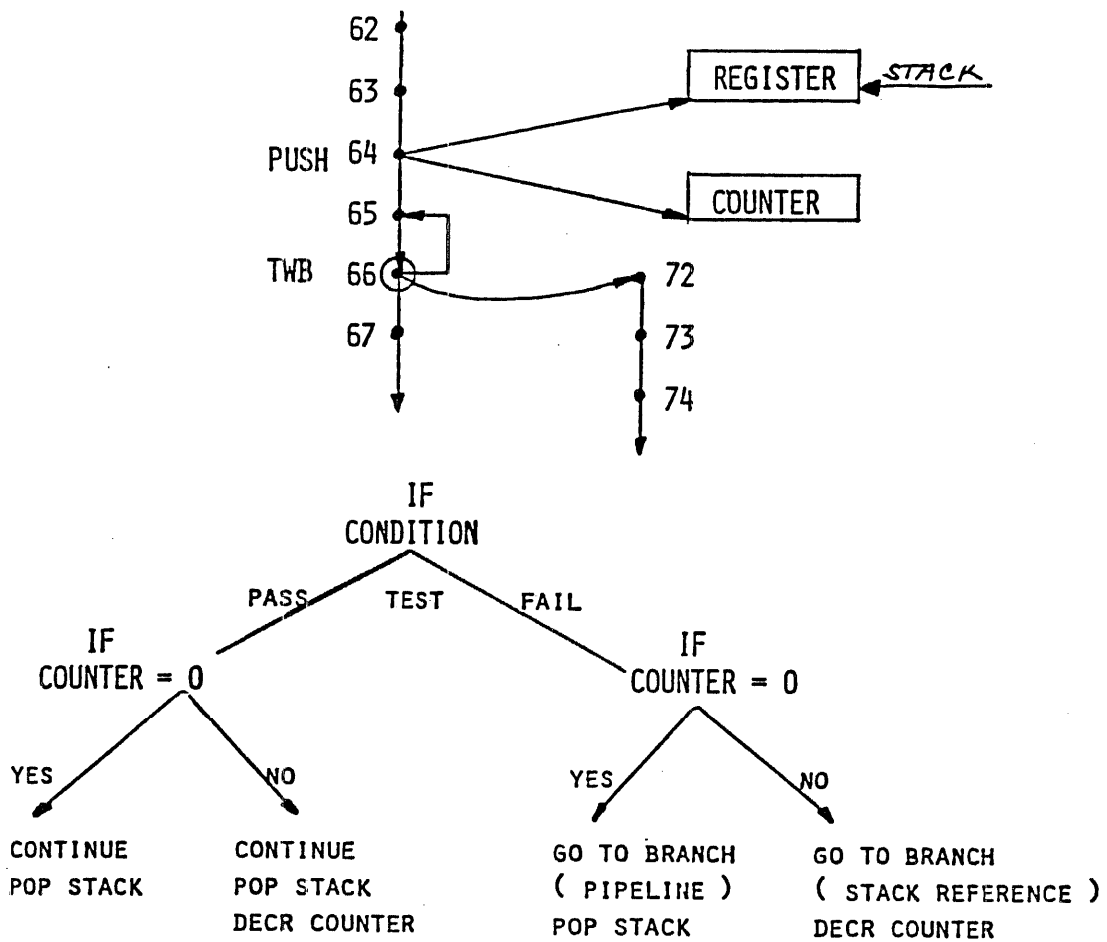 62
63
REGISTER
STACK
PUSH 64
65
COUNTER
TWB 66
72
67
73
74
IF
CONDITION
PASS TEST FAIL
IF
COUNTER = 0
IF
COUNTER = 0
YES
NO
YES
NO
CONTINUE
POP STACK
CONTINUE
POP STACK
DECR COUNTER
GO TO BRANCH
( PIPELINE )
POP STACK
GO TO BRANCH
( STACK REFERENCE )
DECR COUNTER